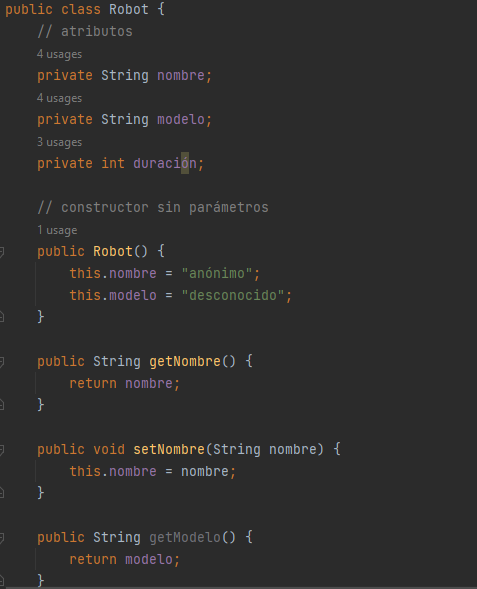 public class Robot {
// atributos
4 usages
private String nombre;
4 usages
private String modelo;
3 usages
private int duración;
// constructor sin parámetros
1 usage
public Robot() {
this.nombre = "anónimo";
this.modelo = "desconocido";
}
public String getNombre() {
return nombre;
}
public void setNombre(String nombre) {
this.nombre = nombre;
}
public String getModelo() {
return modelo;
}